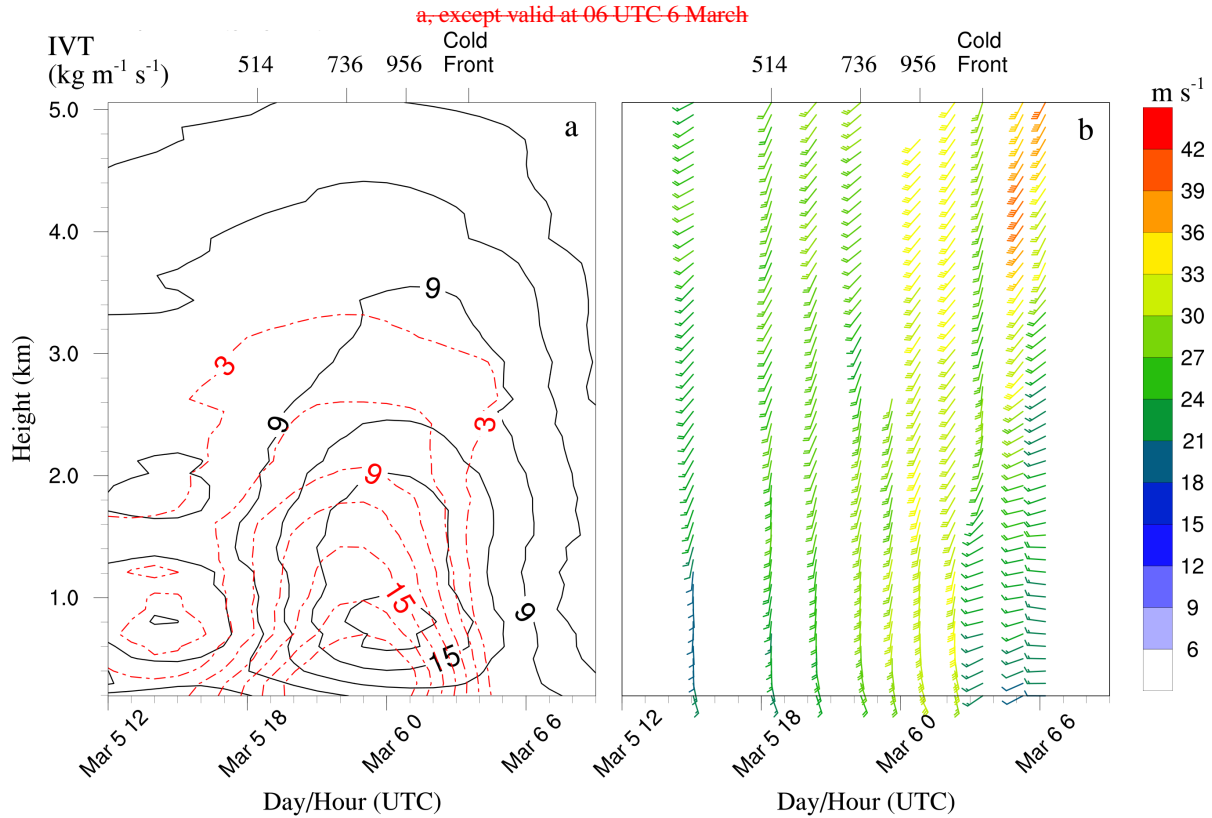 a, except valid at 06 UTC 6 March
IVT
(kg m-1 s-1)
514
736
956
Cold
Front
514
736
956
Cold
Front
m s-1
5.0
4.0
3.0
2.0
1.0
Height (km)
a
9
3
9
3
9
15
9
15
b
42
39
36
33
30
27
24
21
18
15
12
9
6
Mar 5 12
Mar 5 18
Mar 6 0
Mar 6 6
Day/Hour (UTC)
Mar 5 12
Mar 5 18
Mar 6 0
Mar 6 6
Day/Hour (UTC)